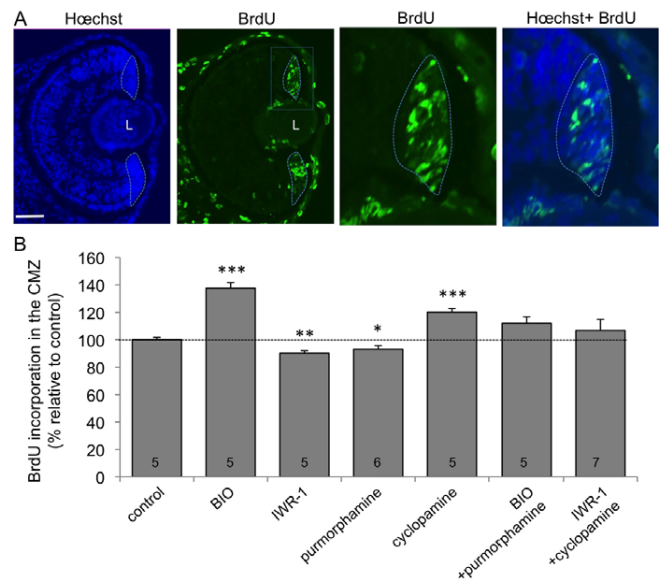 A
Hœchst
BrdU
BrdU
Hœchst+ BrdU
L
L
B
BrdU incorporation in the CMZ
(% relative to control)
160
140
120
100
80
60
40
20
0
***
**
*
***
5
5
5
6
5
5
7
control
BIO
IWR-1
purmorphamine
cyclopamine
BIO
+purmorphamine
IWR-1
+cyclopamine